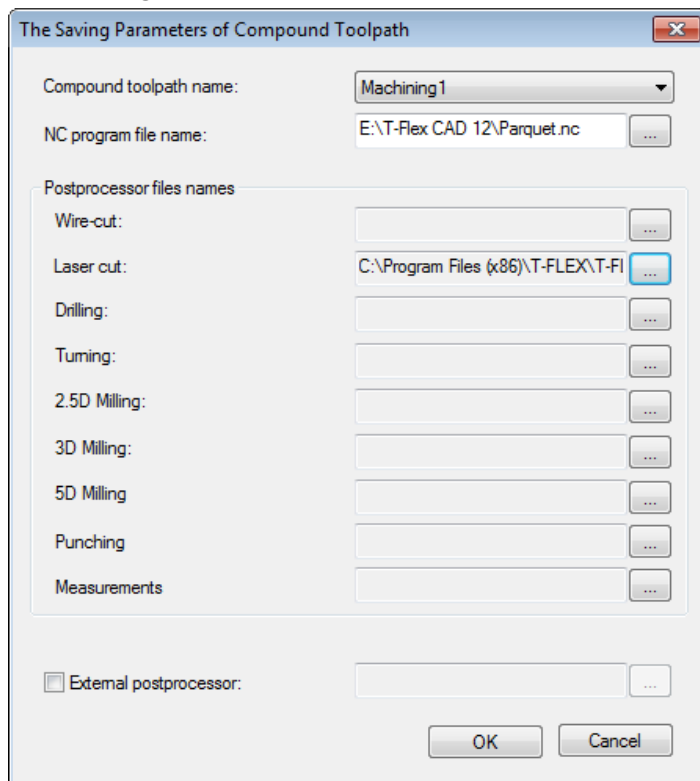 The Saving Parameters of Compound Toolpath
Compound toolpath name: Machining1
NC program file name: E:\T-Flex CAD 12\Parquet.nc ...
Postprocessor files names
Wire-cut: ...
Laser cut: C:\Program Files (x86)\T-FLEX\T-Fl ...
Drilling: ...
Turning: ...
2.5D Milling: ...
3D Milling: ...
5D Milling ...
Punching ...
Measurements ...
External postprocessor: ...
OK Cancel